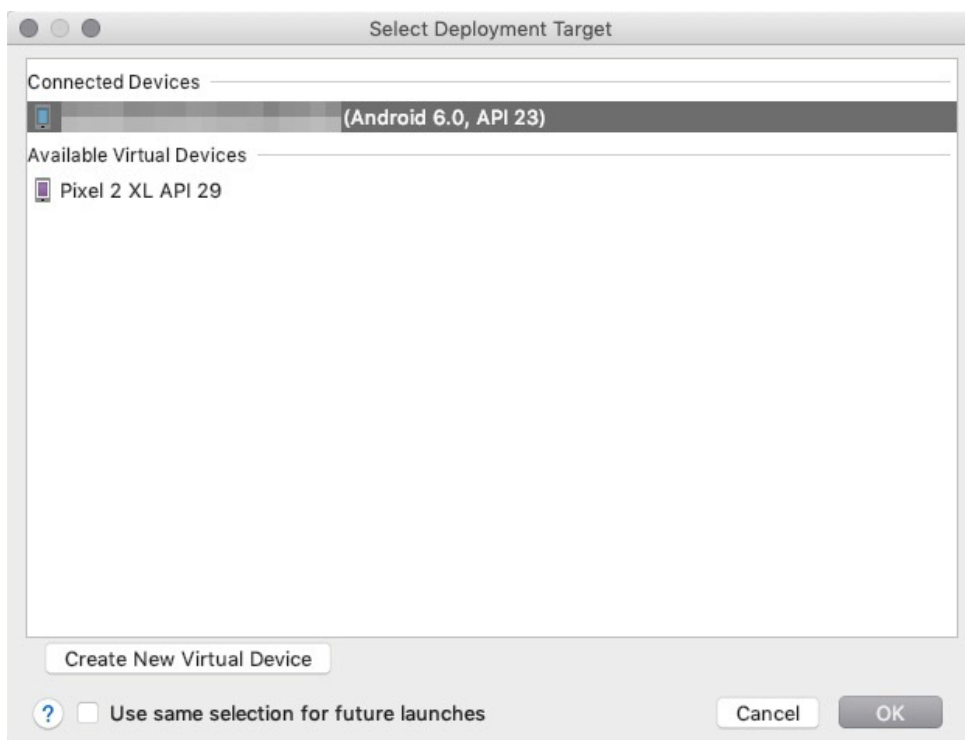 Select Deployment Target
Connected Devices
(Android 6.0, API 23)
Available Virtual Devices
Pixel 2 XL API 29
Create New Virtual Device
? Use same selection for future launches Cancel OK